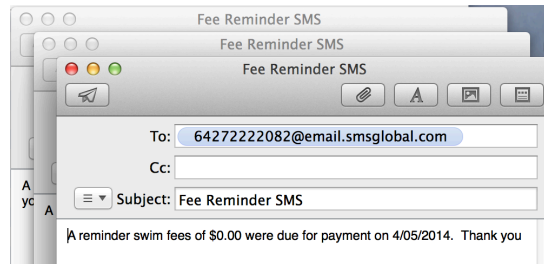 Fee Reminder SMS
Fee Reminder SMS
Fee Reminder SMS
To: 64272222082@email.smsglobal.com
Cc:
Subject: Fee Reminder SMS
A
yo
A
A reminder swim fees of $0.00 were due for payment on 4/05/2014. Thank you